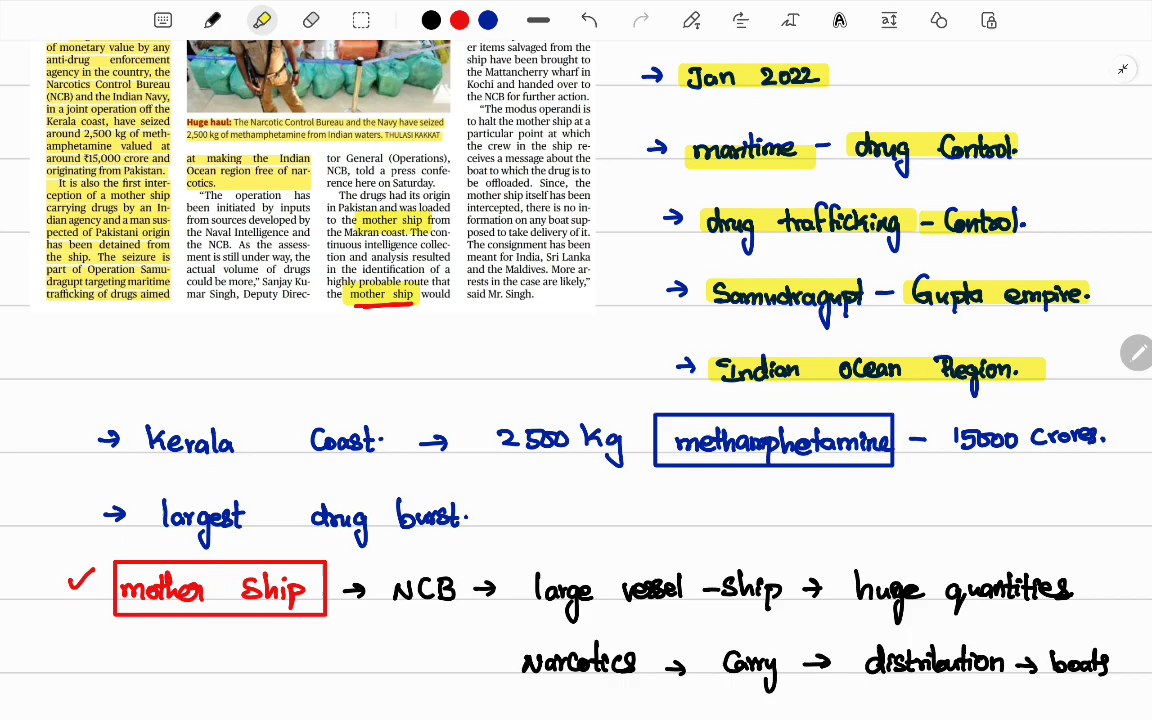 of monetary value by any
anti-drug enforcement
agency in the country, the
Narcotics Control Bureau
(NCB) and the Indian Navy,
in a joint operation off the
Kerala coast, have seized
around 2,500 kg of meth-
amphetamine valued at
around ₹15,000 crore and
originating from Pakistan.
It is also the first inter-
ception of a mother ship
carrying drugs by an In-
dian agency and a man sus-
pected of Pakistani origin
has been detained from
the ship. The seizure is
part of Operation Samu-
dragupt targeting maritime
trafficking of drugs aimed
Huge haul: The Narcotic Control Bureau and the Navy have seized
2,500 kg of methamphetamine from Indian waters. THULASI KAKKAT
at making the Indian
Ocean region free of nar-
cotics.
"The operation has
been initiated by inputs
from sources developed by
the Naval Intelligence and
the NCB. As the assess-
ment is still under way, the
actual volume of drugs
could be more," Sanjay Ku-
mar Singh, Deputy Direc-
tor General (Operations),
NCB, told a press confe-
rence here on Saturday.
The drugs had its origin
in Pakistan and was loaded
to the mother ship from
the Makran coast. The con-
tinuous intelligence collec-
tion and analysis resulted
in the identification of a
highly probable route that
the mother ship would
er items salvaged from the
ship have been brought to
the Mattancherry wharf in
Kochi and handed over to
the NCB for further action.
"The modus operandi is
to halt the mother ship at a
particular point at which
the crew in the ship re-
ceives a message about the
boat to which the drug is to
be offloaded. Since, the
mother ship itself has been
intercepted, there is no in-
formation on any boat sup-
posed to take delivery of it.
The consignment has been
meant for India, Sri Lanka
and the Maldives. More ar-
rests in the case are likely,"
said Mr. Singh.
→ Jan 2022
→ maritime - drug Control.
→ drug trafficking - Control.
→ Samudragupt - Gupta empire.
→ Indian Ocean Region.
→ Kerala Coast. → 2500 Kg methamphetamine - 15000 Crores.
→ largest drug burst.
✓ mother Ship → NCB → large vessel - ship → huge quantities
Narcotics → Carry → distribution → boats